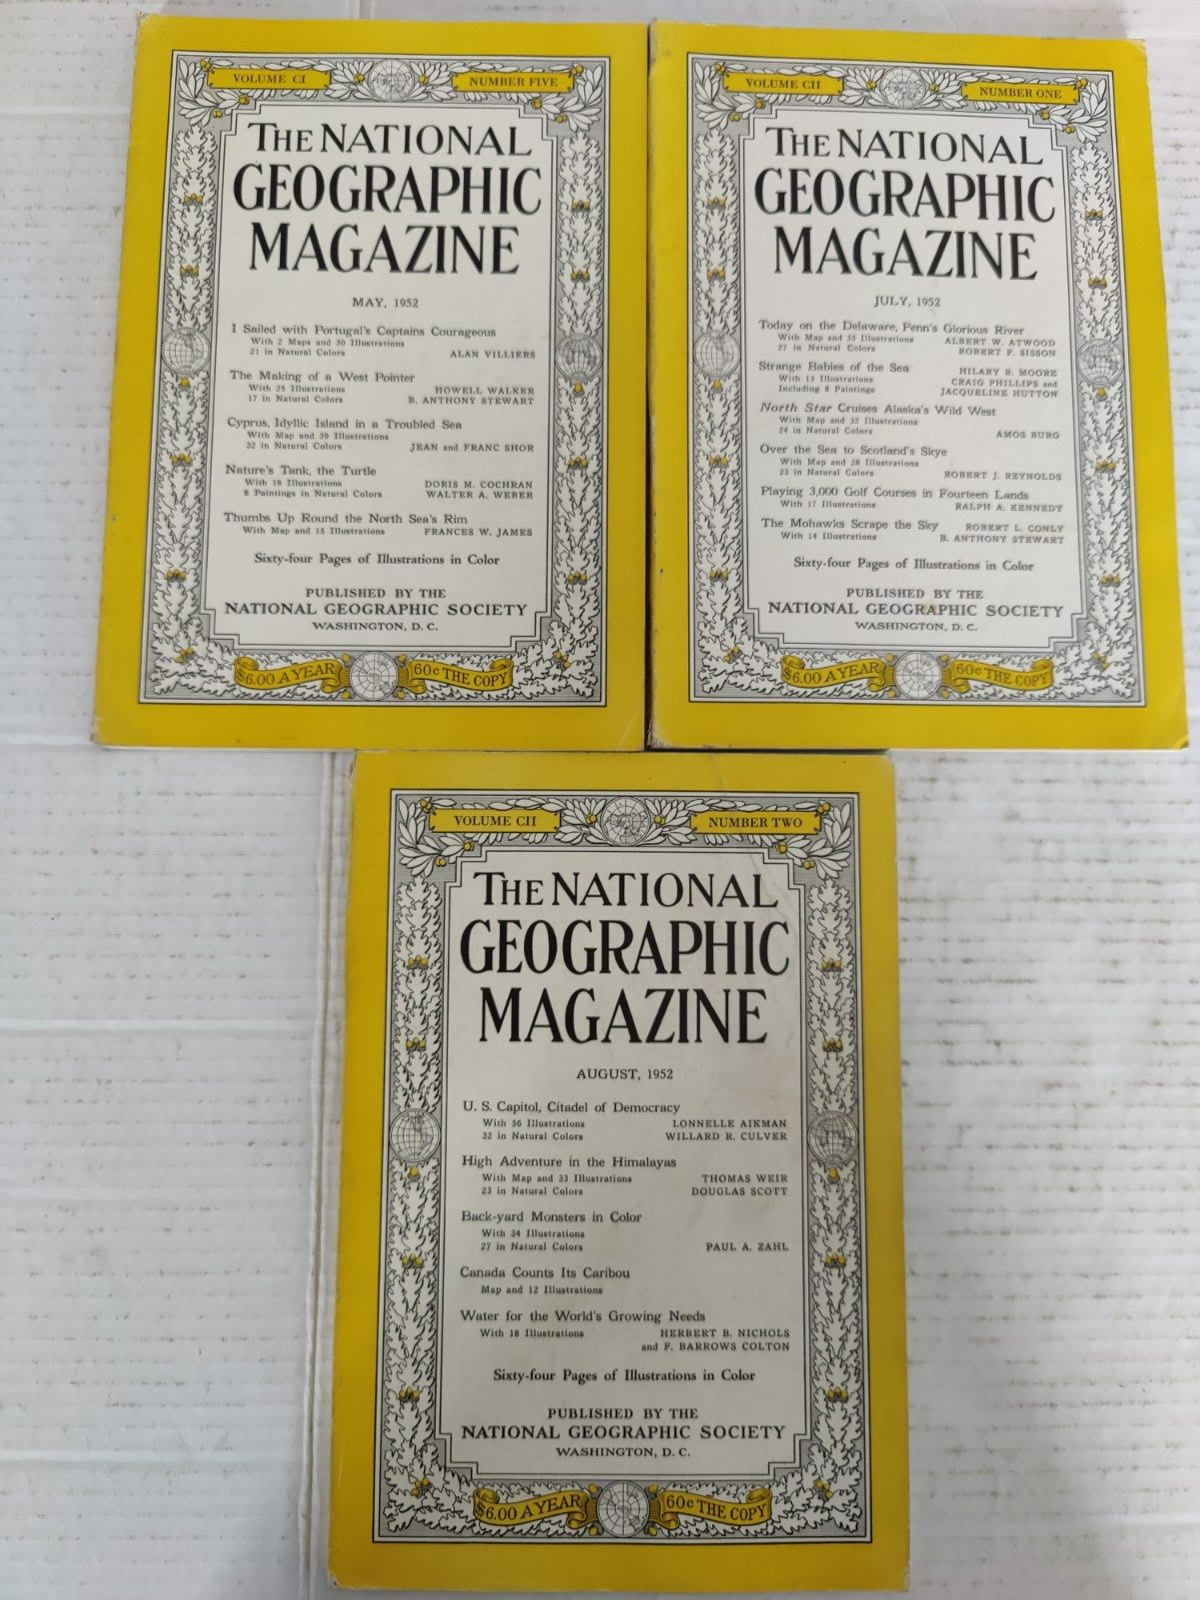 VOLUME CI
NUMBER FIVE
THE NATIONAL
GEOGRAPHIC
MAGAZINE
MAY, 1952
I Sailed with Portugal's Captains Courageous
With 2 Maps and 30 Illustrations
21 in Natural Colors ALAN VILLIERS
The Making of a West Pointer
With 25 Illustrations HOWELL WALKER
17 in Natural Colors B. ANTHONY STEWART
Cyprus, Idyllic Island in a Troubled Sea
With Map and 39 Illustrations
32 in Natural Colors JEAN and FRANC SHOR
Nature's Tank, the Turtle
With 18 Illustrations DORIS M. COCHRAN
8 Paintings in Natural Colors WALTER A. WEBER
Thumbs Up Round the North Sea's Rim
With Map and 15 Illustrations FRANCES W. JAMES
Sixty-four Pages of Illustrations in Color
PUBLISHED BY THE
NATIONAL GEOGRAPHIC SOCIETY
WASHINGTON, D. C.
$6.00 A YEAR
60c THE COPY
VOLUME CII
NUMBER ONE
THE NATIONAL
GEOGRAPHIC
MAGAZINE
JULY, 1952
Today on the Delaware, Penn's Glorious River
With Map and 33 Illustrations ALBERT W. ATWOOD
27 in Natural Colors ROBERT F. SISSON
Strange Babies of the Sea HILARY B. MOORE
With 13 Illustrations CRAIG PHILLIPS and
Including 8 Paintings JACQUELINE HUTTON
North Star Cruises Alaska's Wild West
With Map and 32 Illustrations
24 in Natural Colors AMOS BURG
Over the Sea to Scotland's Skye
With Map and 28 Illustrations
23 in Natural Colors ROBERT J. REYNOLDS
Playing 3,000 Golf Courses in Fourteen Lands
With 17 Illustrations RALPH A. KENNEDY
The Mohawks Scrape the Sky ROBERT L. CONLY
With 14 Illustrations B. ANTHONY STEWART
Sixty-four Pages of Illustrations in Color
PUBLISHED BY THE
NATIONAL GEOGRAPHIC SOCIETY
WASHINGTON, D. C.
$6.00 A YEAR
60c THE COPY
VOLUME CII
NUMBER TWO
THE NATIONAL
GEOGRAPHIC
MAGAZINE
AUGUST, 1952
U. S. Capitol, Citadel of Democracy
With 56 Illustrations LONNELLE AIKMAN
32 in Natural Colors WILLARD R. CULVER
High Adventure in the Himalayas
With Map and 33 Illustrations THOMAS WEIR
23 in Natural Colors DOUGLAS SCOTT
Back-yard Monsters in Color
With 34 Illustrations
27 in Natural Colors PAUL A. ZAHL
Canada Counts Its Caribou
Map and 12 Illustrations
Water for the World's Growing Needs
With 18 Illustrations HERBERT B. NICHOLS
and F. BARROWS COLTON
Sixty-four Pages of Illustrations in Color
PUBLISHED BY THE
NATIONAL GEOGRAPHIC SOCIETY
WASHINGTON, D. C.
$6.00 A YEAR
60c THE COPY